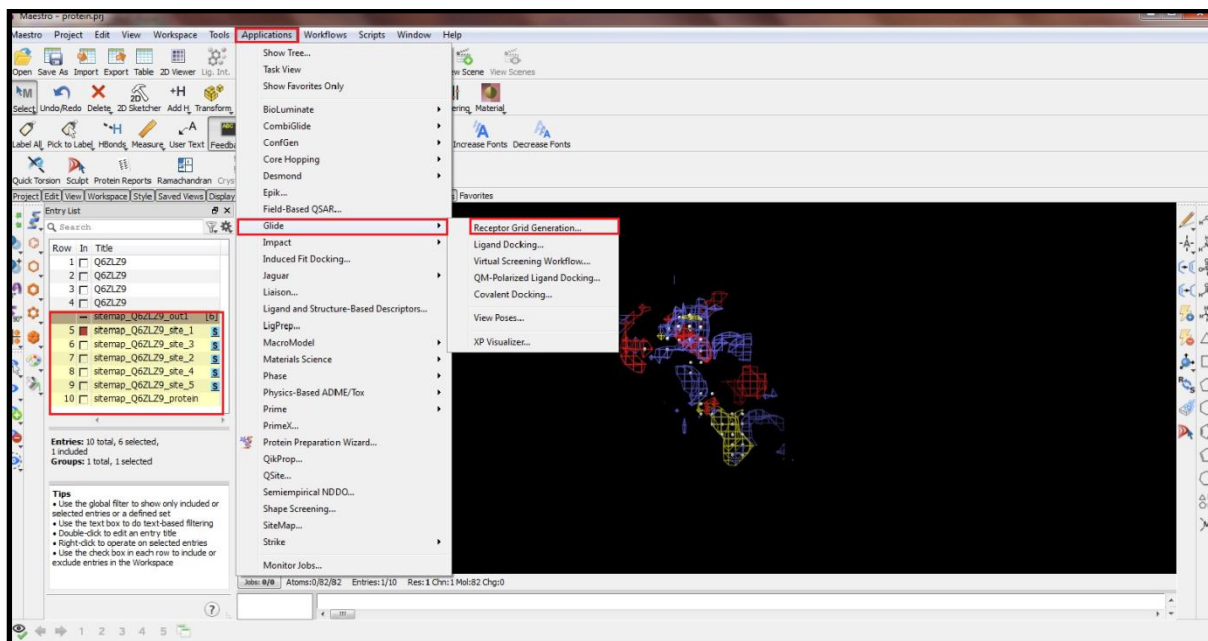 Maestro - protein.prj
Maestro Project Edit View Workspace Tools Applications Workflows Scripts Window Help
Open Save As Import Export Table 2D Viewer Lig. Int.
View Scenes
Select Undo/Redo Delete 2D Sketcher Add H Transform
Material
Label All Pick to Label HBonds Measure User Text
Increase Fonts Decrease Fonts
Quick Torsion Sculpt Protein Reports Ramachandran
Project Edit View Workspace Style Saved Views Display
Favorites
Entry List
Search
Row In Title
1 Q6ZLZ9
2 Q6ZLZ9
3 Q6ZLZ9
4 Q6ZLZ9
sitemap_Q6ZLZ9_out1 [6]
5 sitemap_Q6ZLZ9_site_1 S
6 sitemap_Q6ZLZ9_site_3 S
7 sitemap_Q6ZLZ9_site_2 S
8 sitemap_Q6ZLZ9_site_4 S
9 sitemap_Q6ZLZ9_site_5 S
10 sitemap_Q6ZLZ9_protein
Entries: 10 total, 6 selected,
1 included
Groups: 1 total, 1 selected
Tips
• Use the global filter to show only included or
selected entries or a defined set
• Use the text box to do text-based filtering
• Double-click to edit an entry title
• Right-click to operate on selected entries
• Use the check box in each row to include or
exclude entries in the Workspace
Show Tree...
Task View
Show Favorites Only
BioLuminate
CombiGlide
ConfGen
Core Hopping
Desmond
Epik...
Field-Based QSAR...
Glide
Impact
Induced Fit Docking...
Jaguar
Liaison...
Ligand and Structure-Based Descriptors...
LigPrep...
MacroModel
Materials Science
Phase
Physics-Based ADME/Tox
Prime
PrimeX...
Protein Preparation Wizard...
QikProp...
QSite...
Semiempirical NDDO...
Shape Screening...
SiteMap...
Strike
Monitor Jobs...
Receptor Grid Generation...
Ligand Docking...
Virtual Screening Workflow...
QM-Polarized Ligand Docking...
Covalent Docking...
View Poses...
XP Visualizer...
Jobs: 0/0 Atoms:0/82/82 Entries:1/10 Res:1 Chn:1 Mol:82 Chg:0
?
1 2 3 4 5